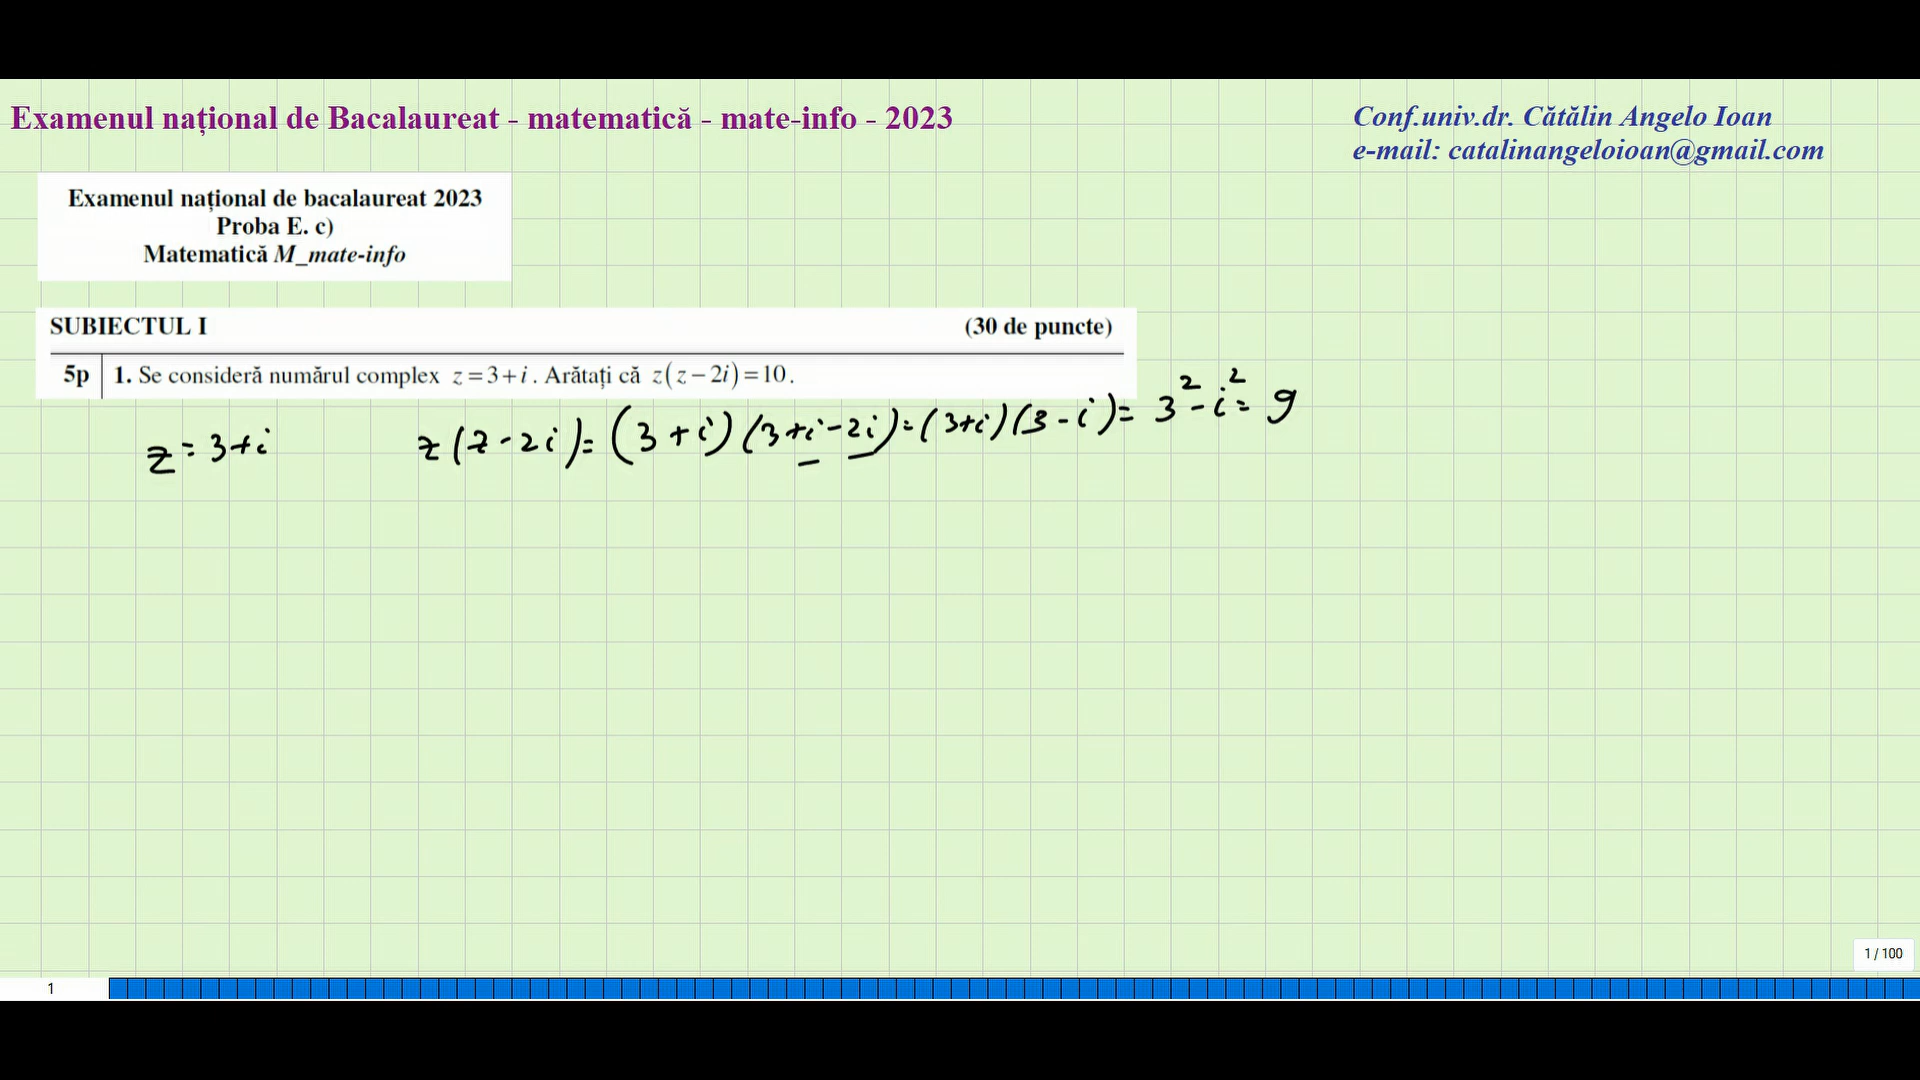 Examenul național de Bacalaureat - matematică - mate-info - 2023
Conf.univ.dr. Cătălin Angelo Ioan
e-mail: catalinangeloioan@gmail.com
Examenul național de bacalaureat 2023
Proba E. c)
Matematică M_mate-info
SUBIECTUL I (30 de puncte)
5p 1. Se consideră numărul complex z=3+i. Arătați că z(z−2i)=10.
z = 3+i z(z-2i)= (3+i)(3+i-2i)=(3+i)(3-i)= 3²-i²= 9
1 / 100
1